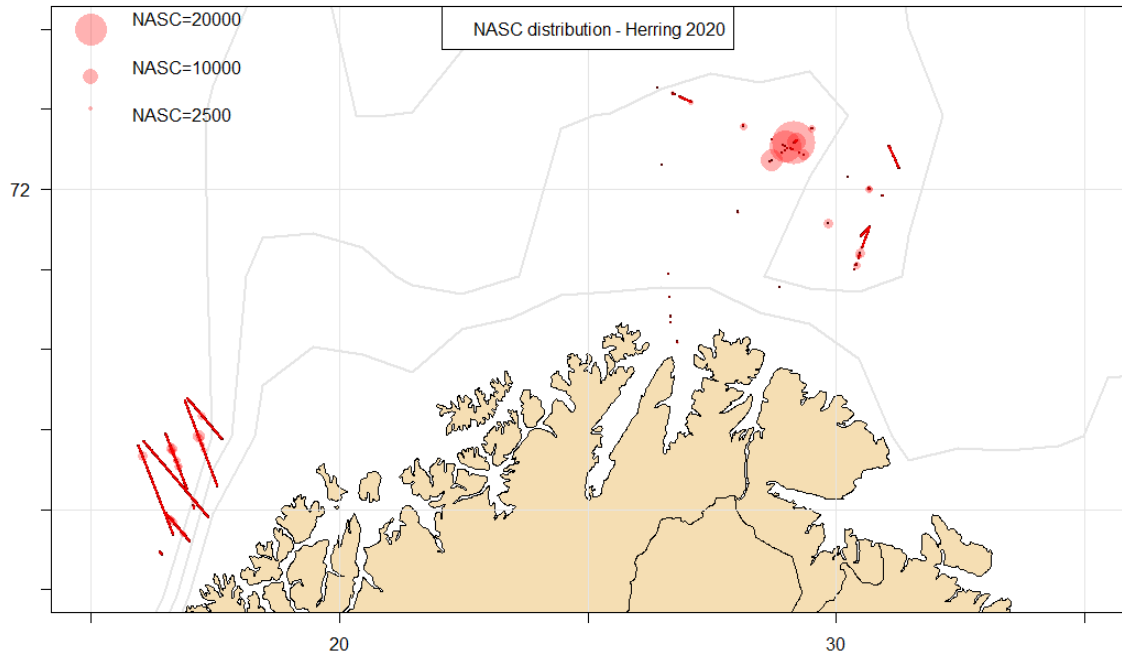 NASC=20000
NASC distribution - Herring 2020
NASC=10000
NASC=2500
72
20
30